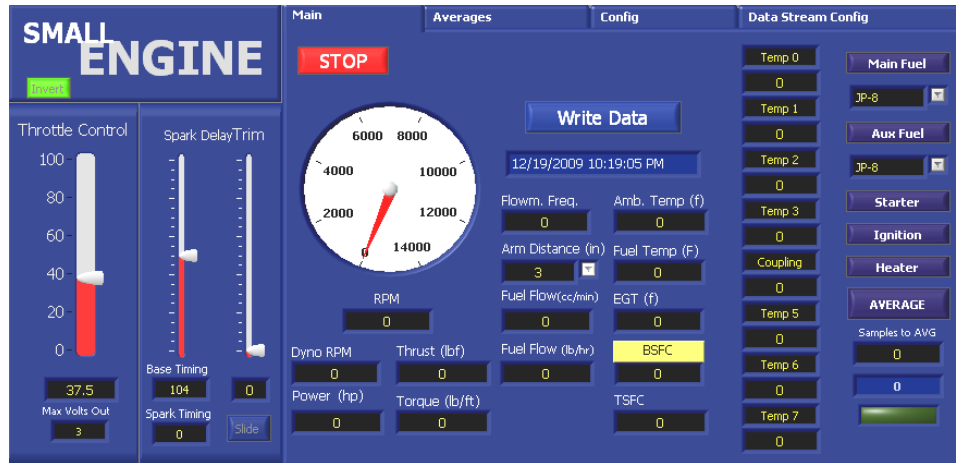 SMALL
ENGINE
Invert
Main
Averages
Config
Data Stream Config
Throttle Control
100
80
60
40
20
0
37.5
Max Volts Out
3
Spark Delay
Trim
Base Timing
104
0
Spark Timing
0
Slide
STOP
6000 8000
4000 10000
2000 12000
0 14000
RPM
0
Write Data
12/19/2009 10:19:05 PM
Flowm. Freq.
0
Amb. Temp (f)
0
Arm Distance (in)
3
Fuel Temp (F)
0
Fuel Flow(cc/min)
0
EGT (f)
0
Dyno RPM
0
Thrust (lbf)
0
Fuel Flow (lb/hr)
0
BSFC
0
Power (hp)
0
Torque (lb/ft)
0
TSFC
0
Temp 0
0
Temp 1
0
Temp 2
0
Temp 3
0
Coupling
0
Temp 5
0
Temp 6
0
Temp 7
0
Main Fuel
JP-8
Aux Fuel
JP-8
Starter
Ignition
Heater
AVERAGE
Samples to AVG
0
0